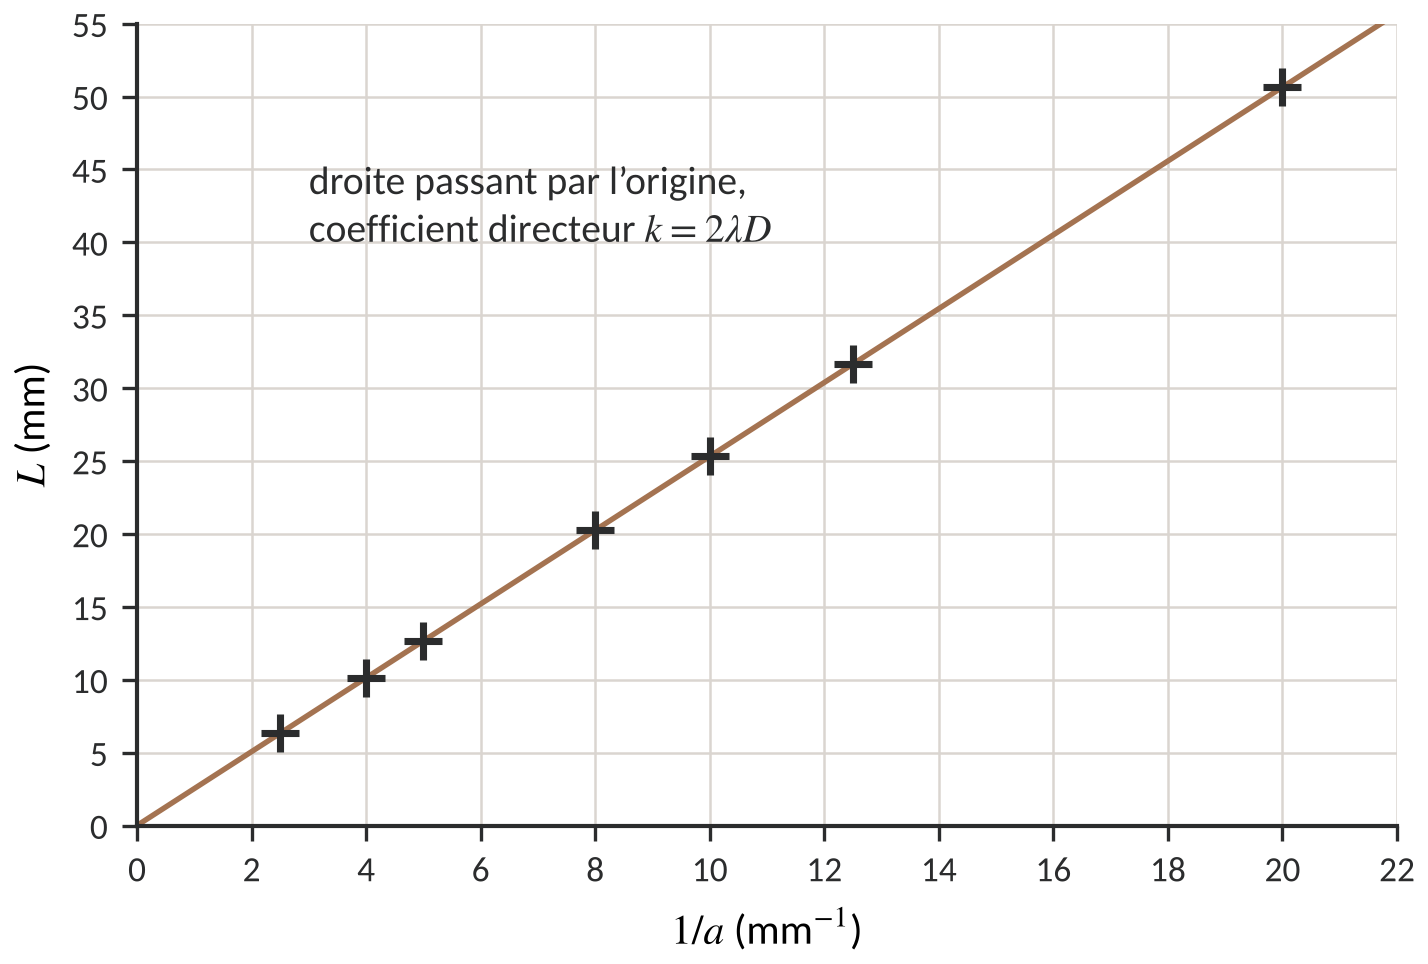 55
50
45
40
35
30
25
20
15
10
5
0
L (mm)
droite passant par l’origine,
coefficient directeur k = 2λD
0 2 4 6 8 10 12 14 16 18 20 22
1/a (mm⁻¹)